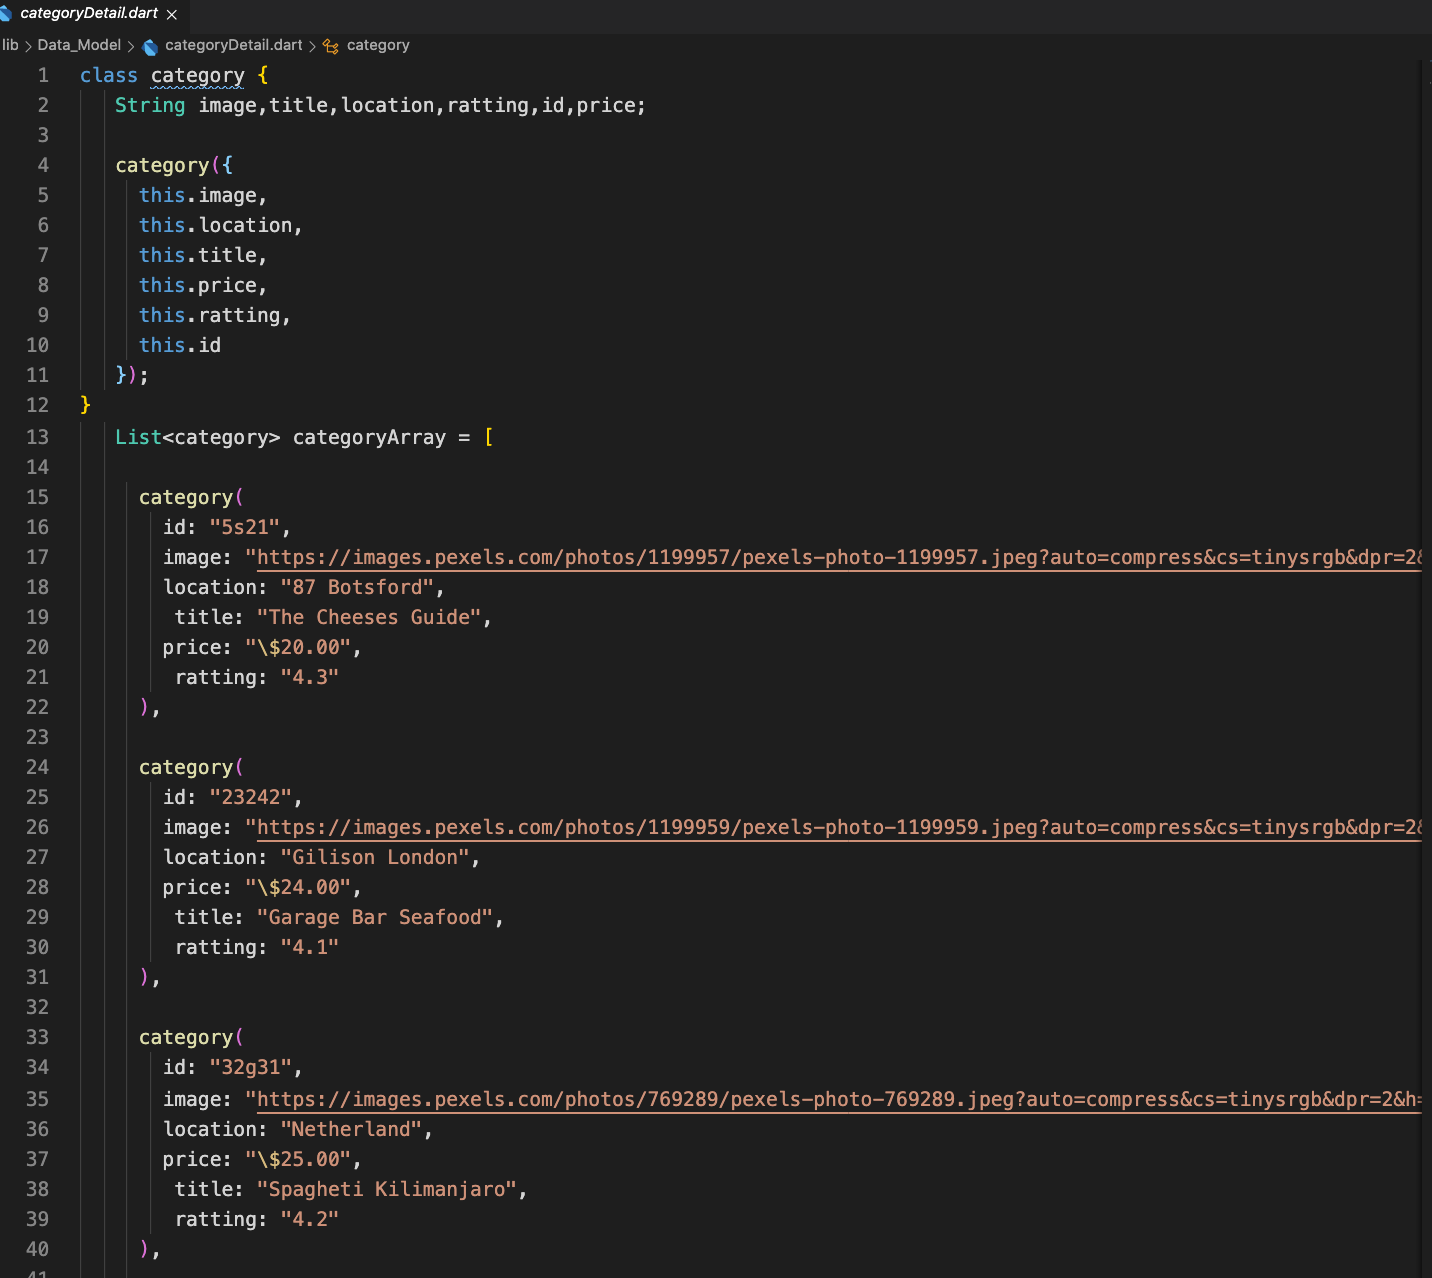 categoryDetail.dart ×
lib > Data_Model > categoryDetail.dart > category
1 class category {
2 String image,title,location,ratting,id,price;
3
4 category({
5 this.image,
6 this.location,
7 this.title,
8 this.price,
9 this.ratting,
10 this.id
11 });
12 }
13 List<category> categoryArray = [
14
15 category(
16 id: "5s21",
17 image: "https://images.pexels.com/photos/1199957/pexels-photo-1199957.jpeg?auto=compress&cs=tinysrgb&dpr=2&
18 location: "87 Botsford",
19 title: "The Cheeses Guide",
20 price: "\$20.00",
21 ratting: "4.3"
22 ),
23
24 category(
25 id: "23242",
26 image: "https://images.pexels.com/photos/1199959/pexels-photo-1199959.jpeg?auto=compress&cs=tinysrgb&dpr=2&
27 location: "Gilison London",
28 price: "\$24.00",
29 title: "Garage Bar Seafood",
30 ratting: "4.1"
31 ),
32
33 category(
34 id: "32g31",
35 image: "https://images.pexels.com/photos/769289/pexels-photo-769289.jpeg?auto=compress&cs=tinysrgb&dpr=2&h=
36 location: "Netherland",
37 price: "\$25.00",
38 title: "Spagheti Kilimanjaro",
39 ratting: "4.2"
40 ),
41